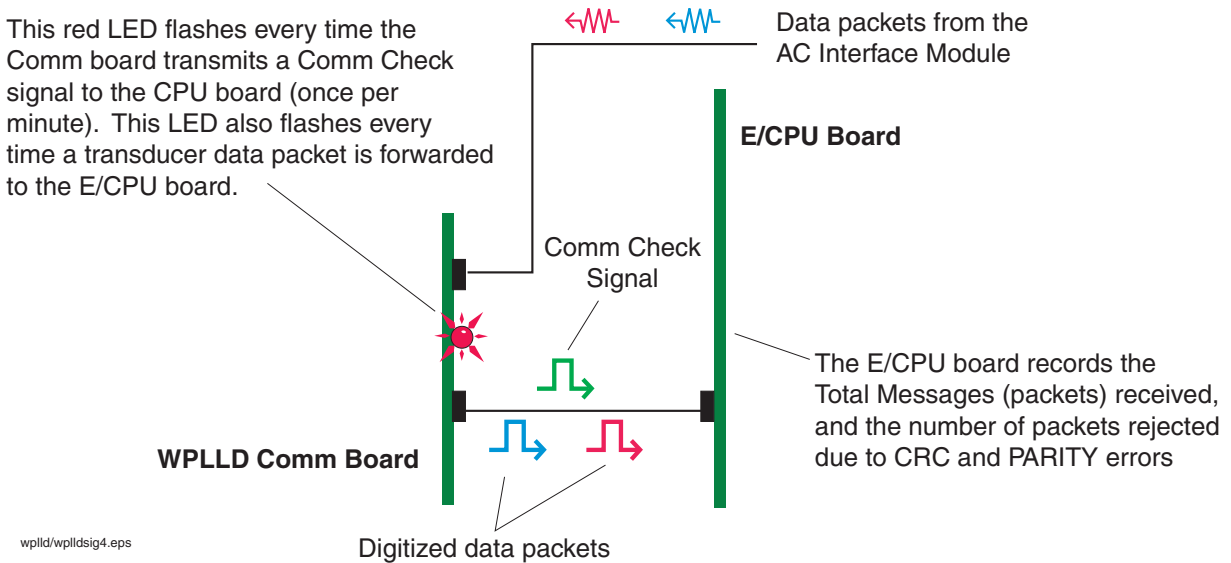 This red LED flashes every time the
Comm board transmits a Comm Check
signal to the CPU board (once per
minute).  This LED also flashes every
time a transducer data packet is forwarded
to the E/CPU board.
Data packets from the
AC Interface Module
E/CPU Board
Comm Check
Signal
The E/CPU board records the
Total Messages (packets) received,
and the number of packets rejected
due to CRC and PARITY errors
WPLLD Comm Board
Digitized data packets
wplld/wplldsig4.eps